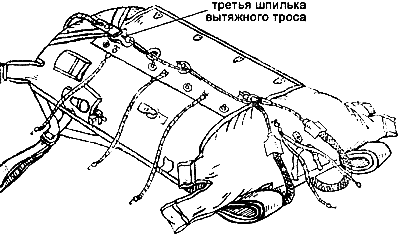 третья шпилька
вытяжного троса